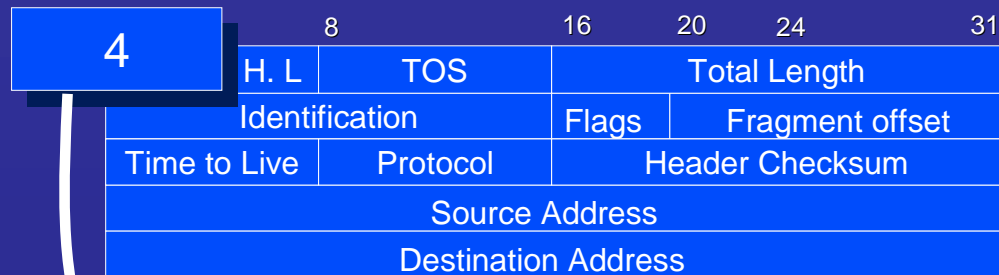 8 16 20 24 31
4
H. L TOS Total Length
Identification Flags Fragment offset
Time to Live Protocol Header Checksum
Source Address
Destination Address